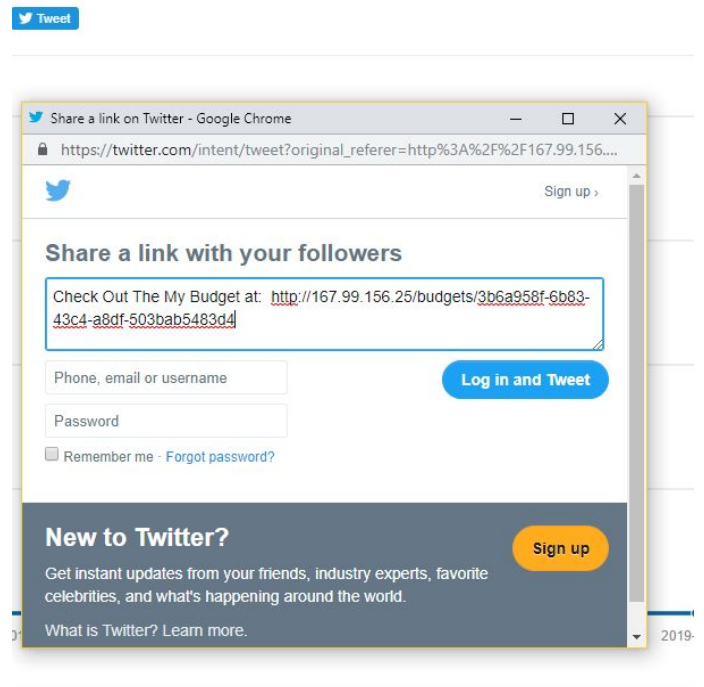 Tweet
Share a link on Twitter - Google Chrome
https://twitter.com/intent/tweet?original_referer=http%3A%2F%2F167.99.156....
Sign up ›
Share a link with your followers
Check Out The My Budget at:  http://167.99.156.25/budgets/3b6a958f-6b83-
43c4-a8df-503bab5483d4
Phone, email or username
Log in and Tweet
Password
Remember me · Forgot password?
New to Twitter?
Sign up
Get instant updates from your friends, industry experts, favorite
celebrities, and what's happening around the world.
What is Twitter? Learn more.
2019-